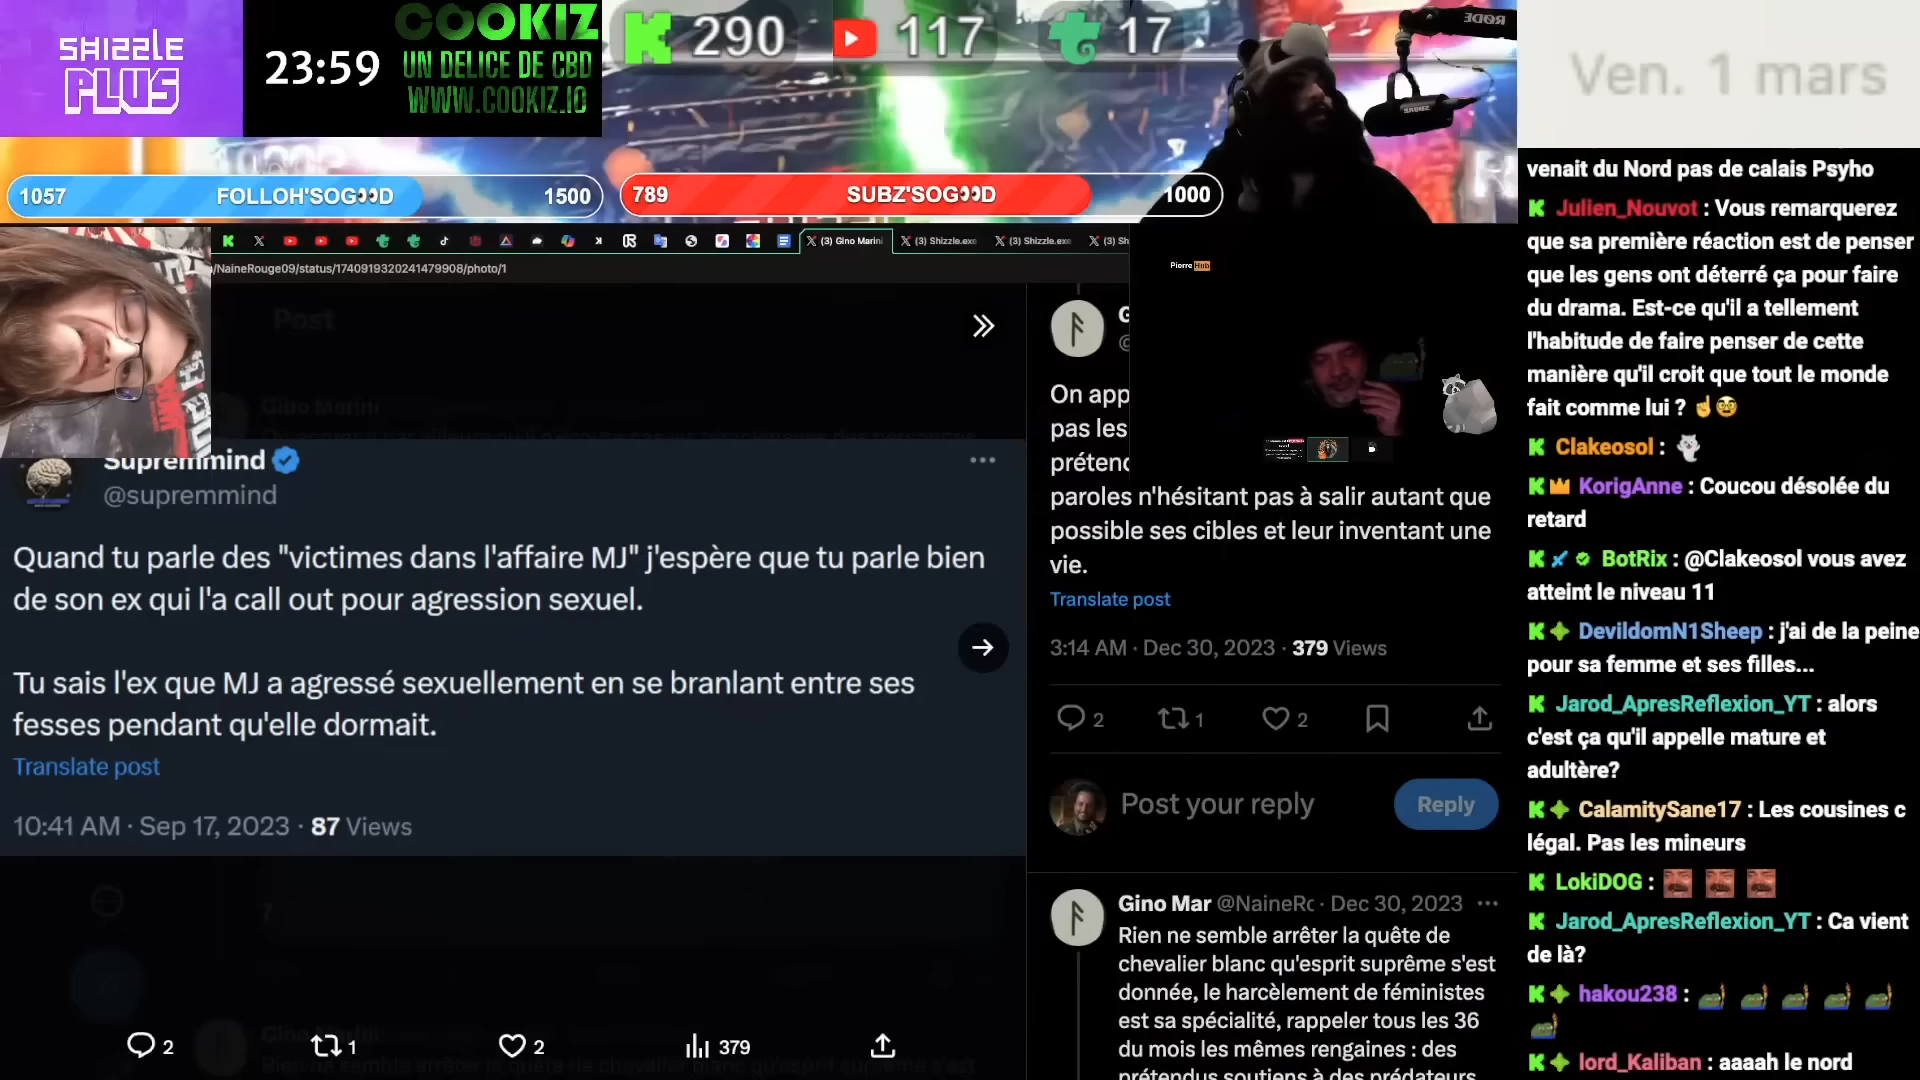 SHIZZLE
PLUS
23:59
COOKIZ
UN DELICE DE CBD
WWW.COOKIZ.IO
290
117
17
RØDE
Ven. 1 mars
1057
FOLLOH'SOG👀D
1500
789
SUBZ'SOG👀D
1000
(3) Gino Marini
(3) Shizzle.exe
(3) Shizzle.exe
(3) Sh
/NaineRouge09/status/1740919320241479908/photo/1
Pierre Hub
Post
Supremmind
@supremmind
Quand tu parle des "victimes dans l'affaire MJ" j'espère que tu parle bien
de son ex qui l'a call out pour agression sexuel.
Tu sais l'ex que MJ a agressé sexuellement en se branlant entre ses
fesses pendant qu'elle dormait.
Translate post
10:41 AM · Sep 17, 2023 · 87 Views
2
1
2
379
On app
pas les
prétend
paroles n'hésitant pas à salir autant que
possible ses cibles et leur inventant une
vie.
Translate post
3:14 AM · Dec 30, 2023 · 379 Views
2
1
2
Post your reply
Reply
Gino Mar @NaineRc · Dec 30, 2023
Rien ne semble arrêter la quête de
chevalier blanc qu'esprit suprême s'est
donnée, le harcèlement de féministes
est sa spécialité, rappeler tous les 36
du mois les mêmes rengaines : des
prétendus soutiens à des prédateurs
venait du Nord pas de calais Psyho
Julien_Nouvot : Vous remarquerez
que sa première réaction est de penser
que les gens ont déterré ça pour faire
du drama. Est-ce qu'il a tellement
l'habitude de faire penser de cette
manière qu'il croit que tout le monde
fait comme lui ? ☝️🥸
Clakeosol : 👻
KorigAnne : Coucou désolée du
retard
BotRix : @Clakeosol vous avez
atteint le niveau 11
DevildomN1Sheep : j'ai de la peine
pour sa femme et ses filles...
Jarod_ApresReflexion_YT : alors
c'est ça qu'il appelle mature et
adultère?
CalamitySane17 : Les cousines c
légal. Pas les mineurs
LokiDOG :
Jarod_ApresReflexion_YT : Ca vient
de là?
hakou238 :
lord_Kaliban : aaaah le nord